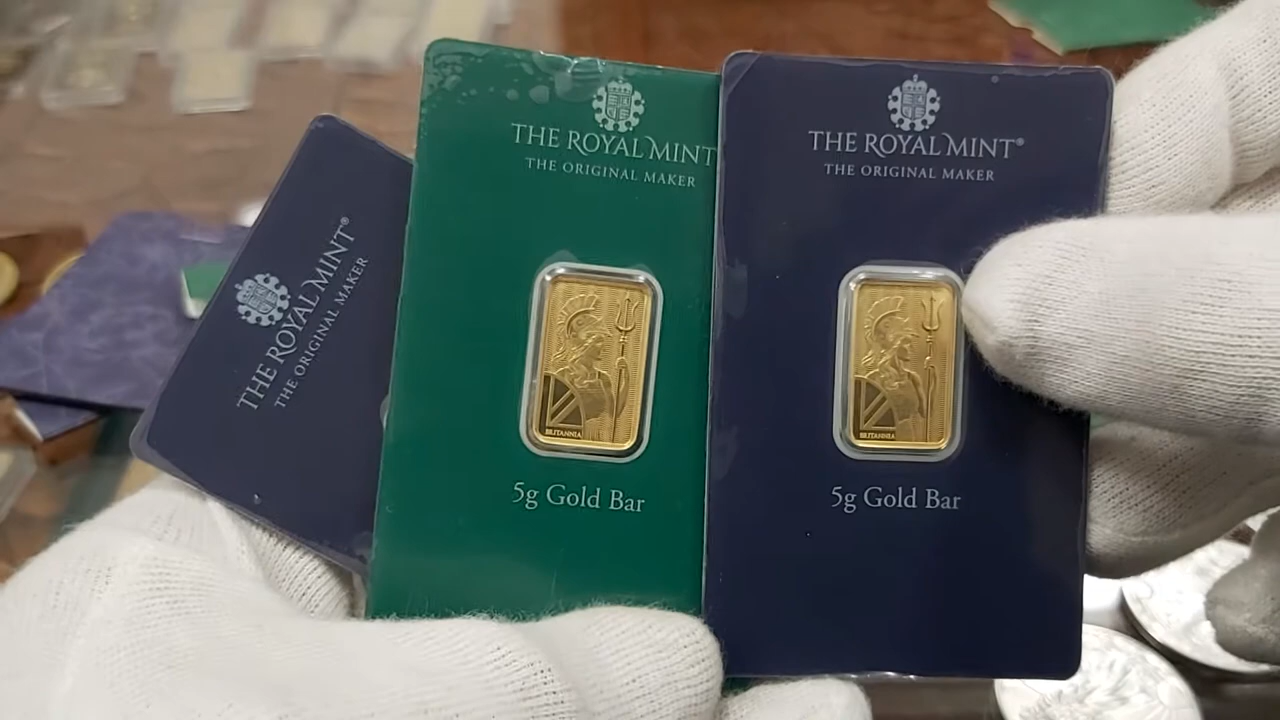 THE ROYAL MINT®
THE ORIGINAL MAKER
THE ROYAL MINT
THE ORIGINAL MAKER
BRITANNIA
5g Gold Bar
THE ROYAL MINT®
THE ORIGINAL MAKER
BRITANNIA
5g Gold Bar